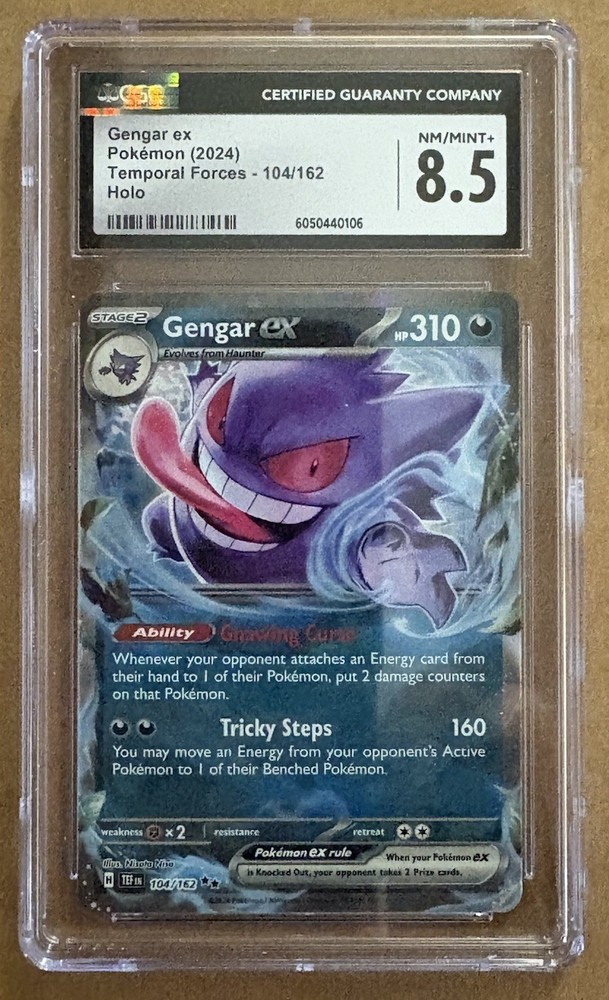 CGC
CERTIFIED GUARANTY COMPANY
Gengar ex
Pokémon (2024)
Temporal Forces - 104/162
Holo
NM/MINT+
8.5
6050440106
STAGE2
Gengar ex
HP 310
Evolves from Haunter
Ability Gnawing Curse
Whenever your opponent attaches an Energy card from
their hand to 1 of their Pokémon, put 2 damage counters
on that Pokémon.
Tricky Steps 160
You may move an Energy from your opponent's Active
Pokémon to 1 of their Benched Pokémon.
weakness ×2 resistance retreat
Illus. Nisota Niso
Pokémon ex rule
When your Pokémon ex
is Knocked Out, your opponent takes 2 Prize cards.
H TEF EN 104/162 ★★